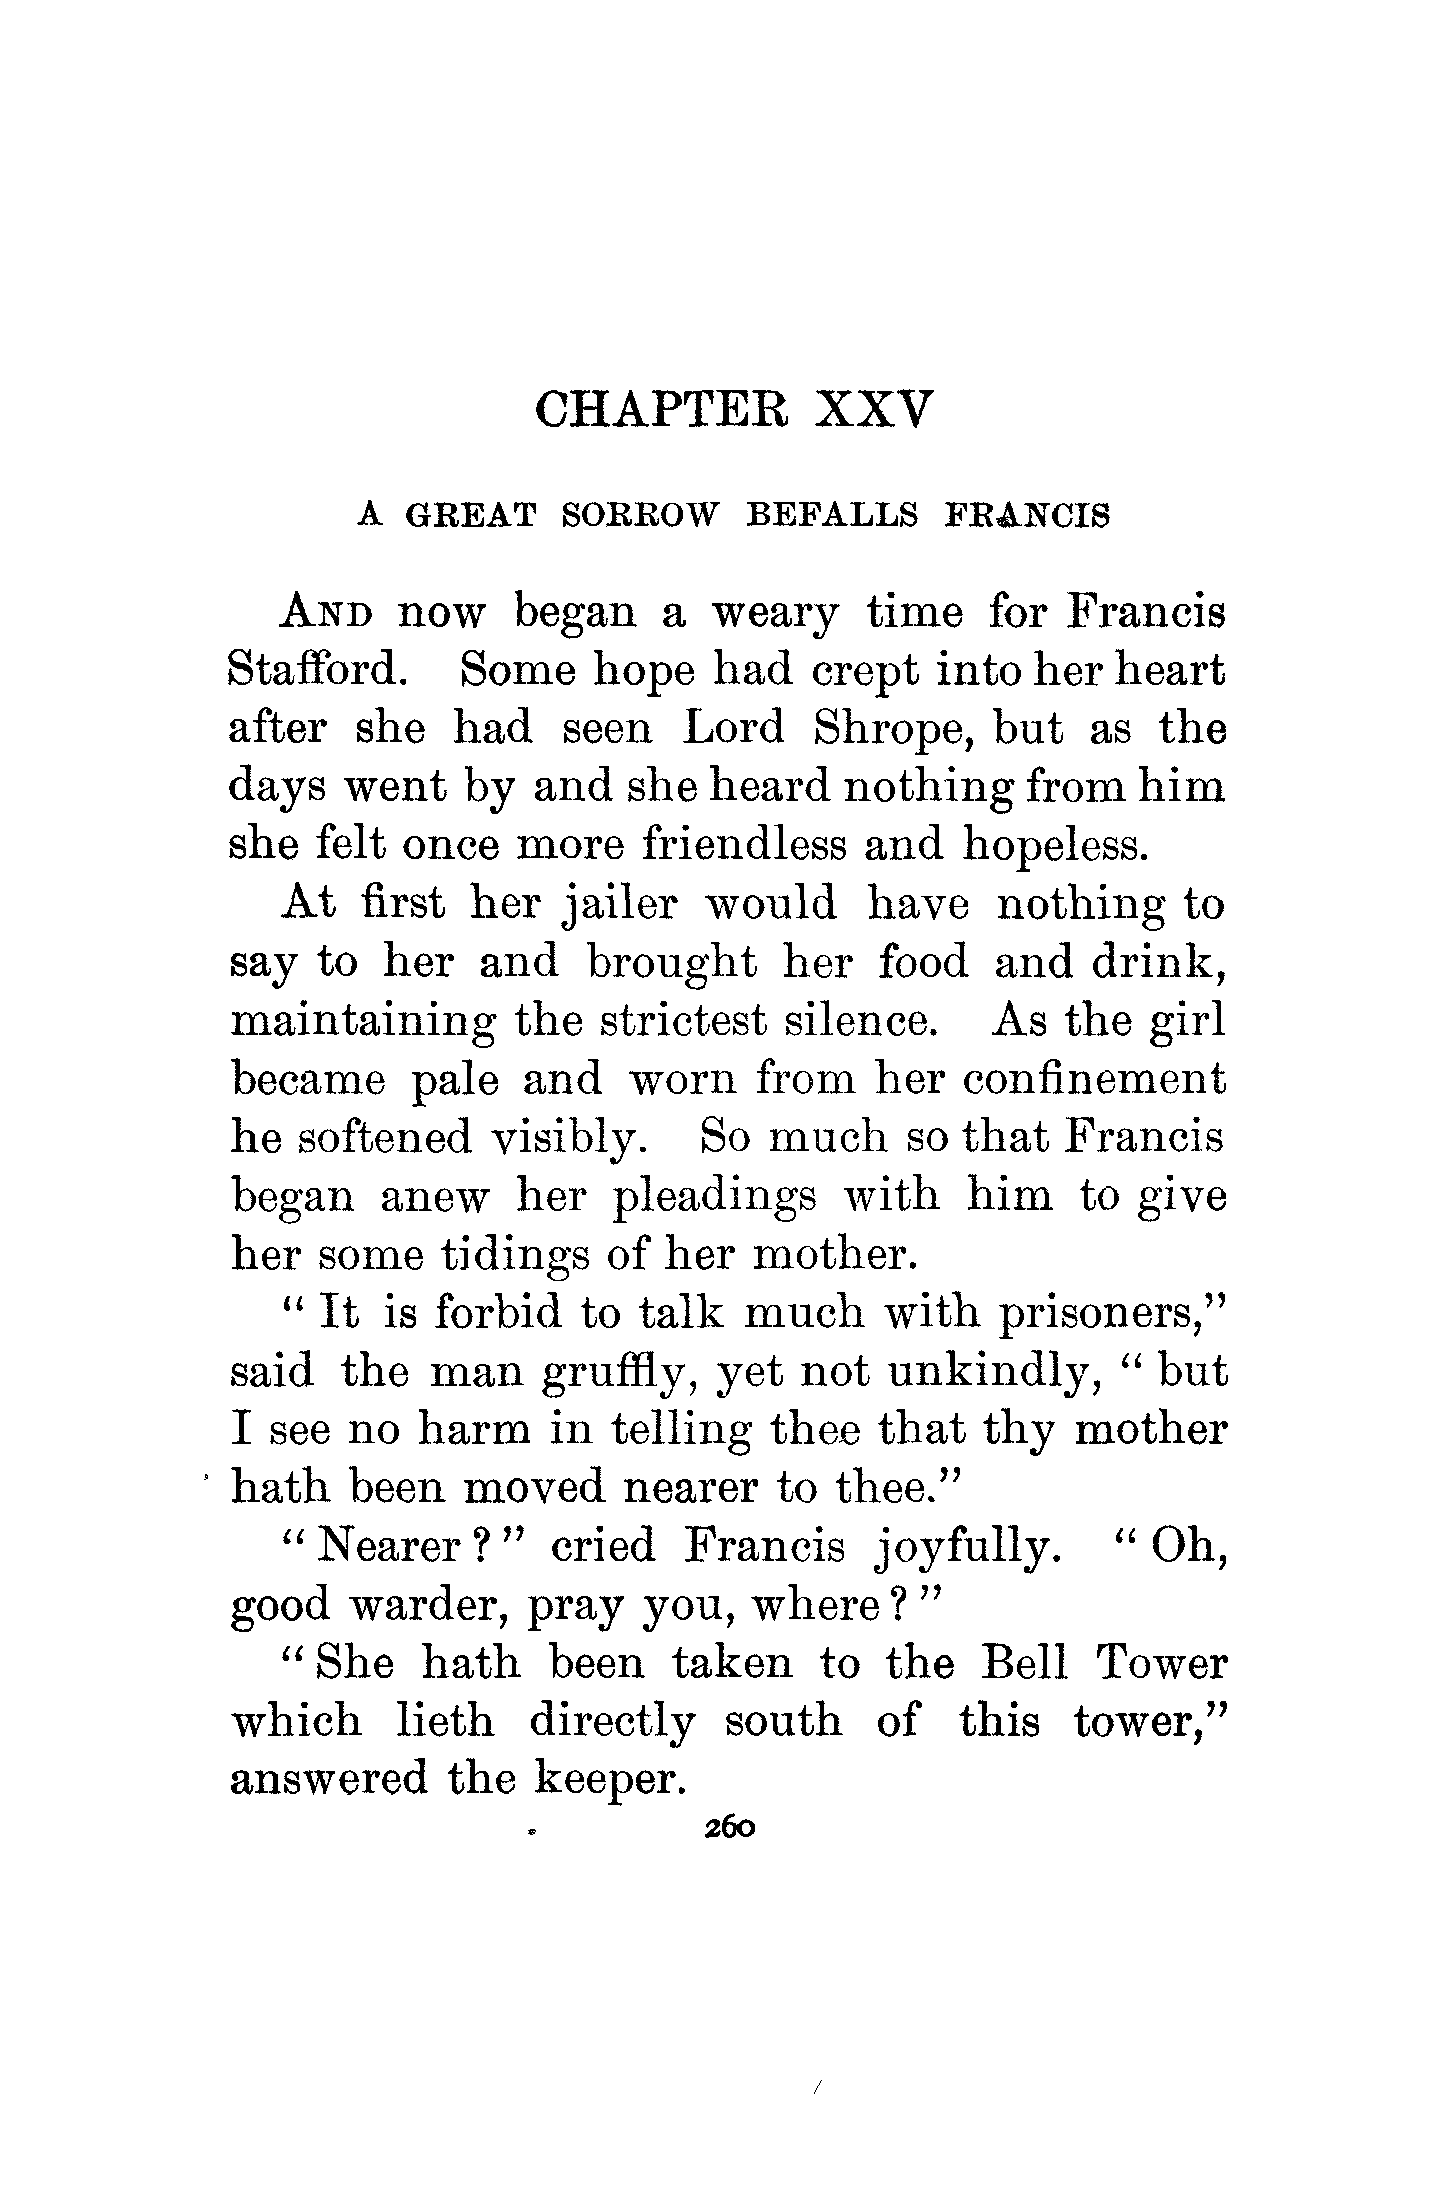 CHAPTER XXV
A GREAT SORROW BEFALLS FRANCIS
AND now began a weary time for Francis
Stafford. Some hope had crept into her heart
after she had seen Lord Shrope, but as the
days went by and she heard nothing from him
she felt once more friendless and hopeless.
At first her jailer would have nothing to
say to her and brought her food and drink,
maintaining the strictest silence. As the girl
became pale and worn from her confinement
he softened visibly. So much so that Francis
began anew her pleadings with him to give
her some tidings of her mother.
“ It is forbid to talk much with prisoners,”
said the man gruffly, yet not unkindly, “ but
I see no harm in telling thee that thy mother
hath been moved nearer to thee.”
“ Nearer ? ” cried Francis joyfully. “ Oh,
good warder, pray you, where ? ”
“ She hath been taken to the Bell Tower
which lieth directly south of this tower,”
answered the keeper.
260